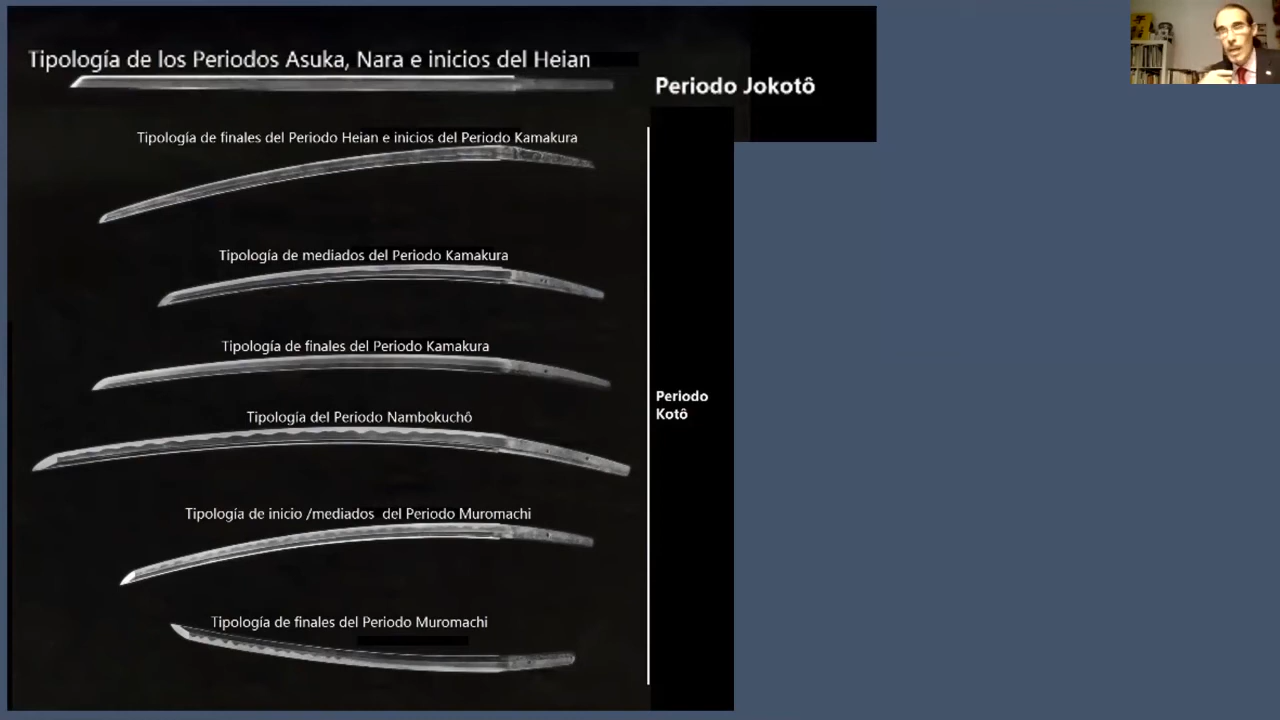 Tipología de los Periodos Asuka, Nara e inicios del Heian
Periodo Jokotô
Tipología de finales del Periodo Heian e inicios del Periodo Kamakura
Tipología de mediados del Periodo Kamakura
Tipología de finales del Periodo Kamakura
Periodo
Kotô
Tipología del Periodo Nambokuchô
Tipología de inicio /mediados del Periodo Muromachi
Tipología de finales del Periodo Muromachi